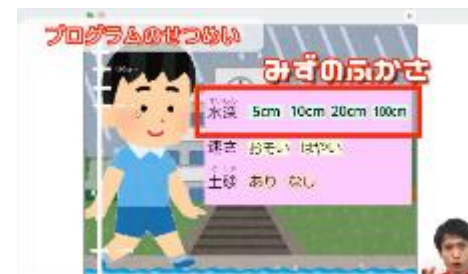 プログラムのせつめい
みずのふかさ
水深 5cm 10cm 20cm 100cm
速さ おそい はやい
土砂 あり なし